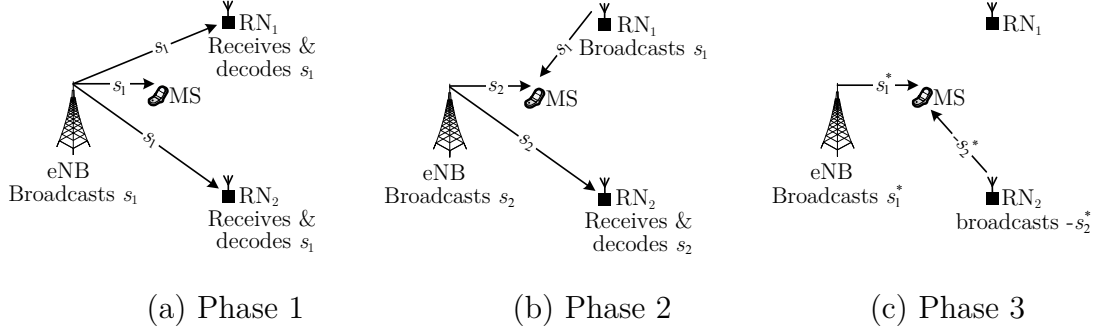 RN₁
Receives &
decodes s₁
s₁
s₁
MS
s₁
eNB
Broadcasts s₁
RN₂
Receives &
decodes s₁
(a) Phase 1
RN₁
Broadcasts s₁
s₁
s₂
MS
s₂
eNB
Broadcasts s₂
RN₂
Receives &
decodes s₂
(b) Phase 2
RN₁
s₁*
MS
-s₂*
eNB
Broadcasts s₁*
RN₂
broadcasts -s₂*
(c) Phase 3